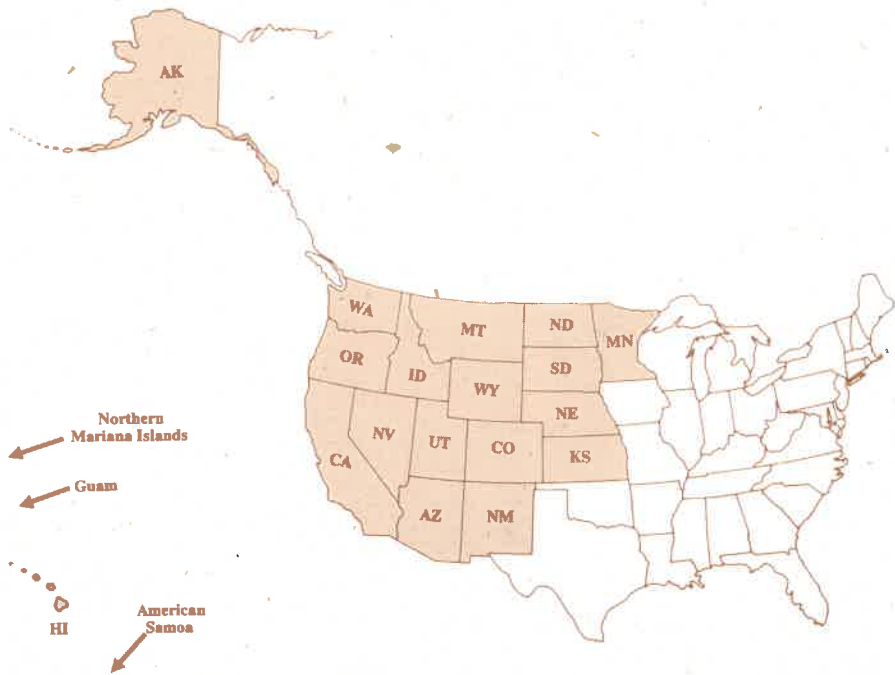 AK
WA
MT
ND
MN
OR
ID
SD
WY
NE
NV
UT
CO
KS
CA
AZ
NM
Northern
Mariana Islands
Guam
HI
American
Samoa